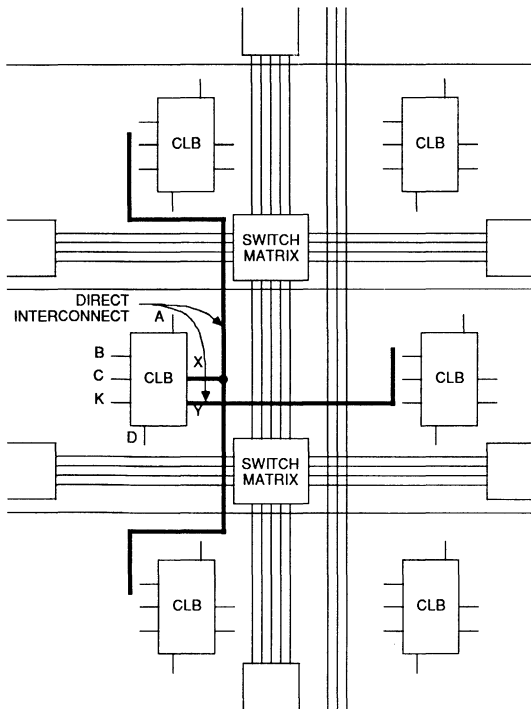 CLB
CLB
SWITCH
MATRIX
DIRECT
INTERCONNECT
A
B
C
K
D
X
Y
CLB
CLB
SWITCH
MATRIX
CLB
CLB